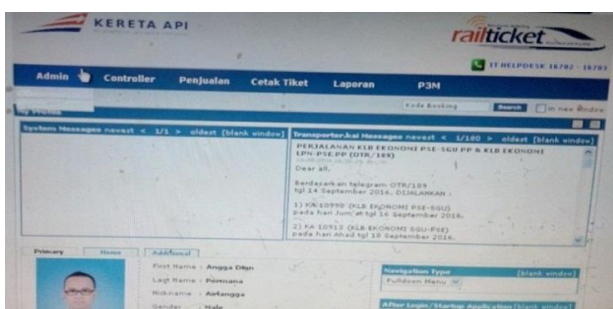 KERETA API
railticket
IT HELPDESK 16702 - 16703
Admin Controller Penjualan Cetak Tiket Laporan P3M
Kode Booking Search in new Window
My Profile
System Messages newest < 1/1 > oldest [blank window]
Transporter.kai Messages newest < 1/180 > oldest [blank window]
PERJALANAN KLB EKONOMI PSE-SGU PP & KLB EKONOMI
LPN-PSE.PP (OTR/189)
Dear all,
Berdasarkan telegram OTR/189
tgl 14 September 2016, DIJALANKAN :
1) KA 10990 (KLB EKONOMI PSE-SGU)
pada hari Jum'at tgl 16 September 2016.
2) KA 10913 (KLB EKONOMI SGU-PSE)
pada hari Ahad tgl 18 September 2016.
Primary Home Additional
First Name : Angga Dian
Last Name : Permana
Nickname : Airlangga
Gender : Male
Navigation Type [blank window]
Pulldown Menu
After Login/Startup Application [blank window]